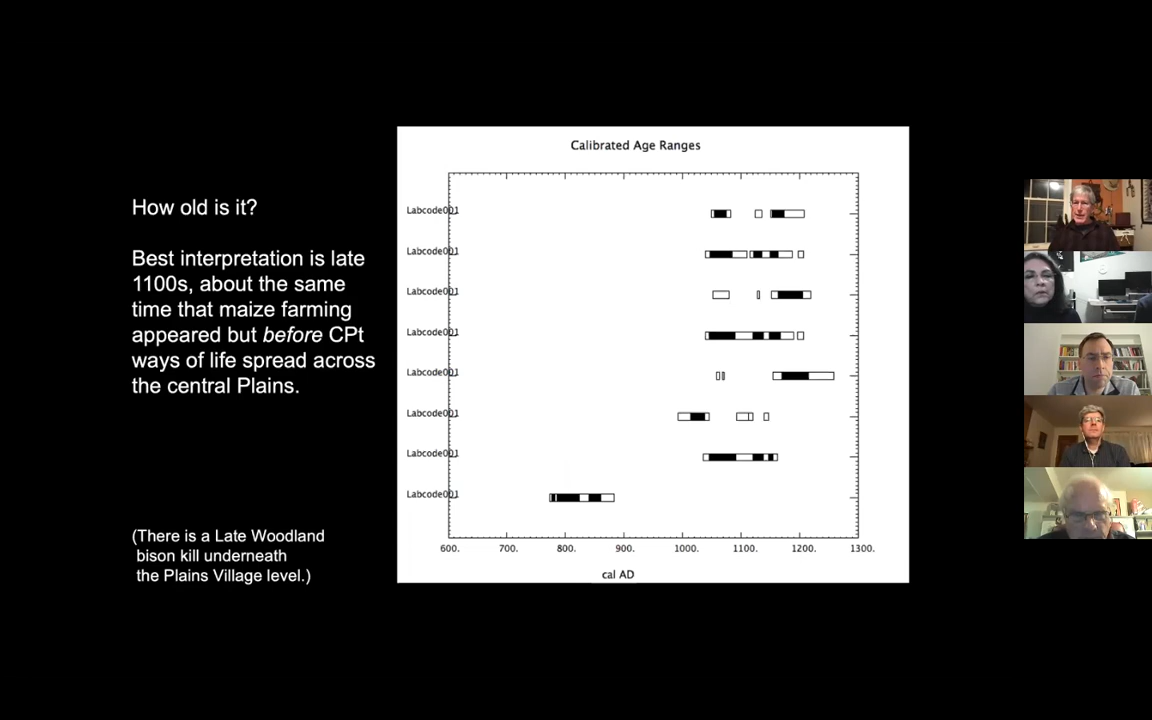 How old is it?
Best interpretation is late
1100s, about the same
time that maize farming
appeared but before CPt
ways of life spread across
the central Plains.
(There is a Late Woodland
bison kill underneath
the Plains Village level.)
Calibrated Age Ranges
Labcode001
Labcode001
Labcode001
Labcode001
Labcode001
Labcode001
Labcode001
Labcode001
600. 700. 800. 900. 1000. 1100. 1200. 1300.
cal AD